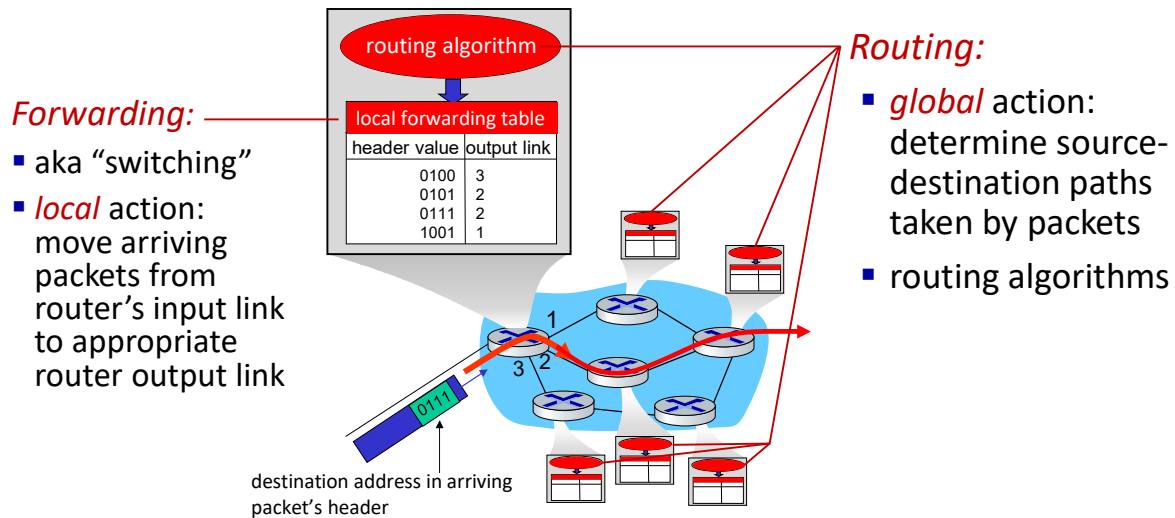 routing algorithm
local forwarding table
header value output link
0100 3
0101 2
0111 2
1001 1
Forwarding:
▪ aka “switching”
▪ local action:
move arriving
packets from
router’s input link
to appropriate
router output link
Routing:
▪ global action:
determine source-
destination paths
taken by packets
▪ routing algorithms
1
2
3
0111
destination address in arriving
packet’s header